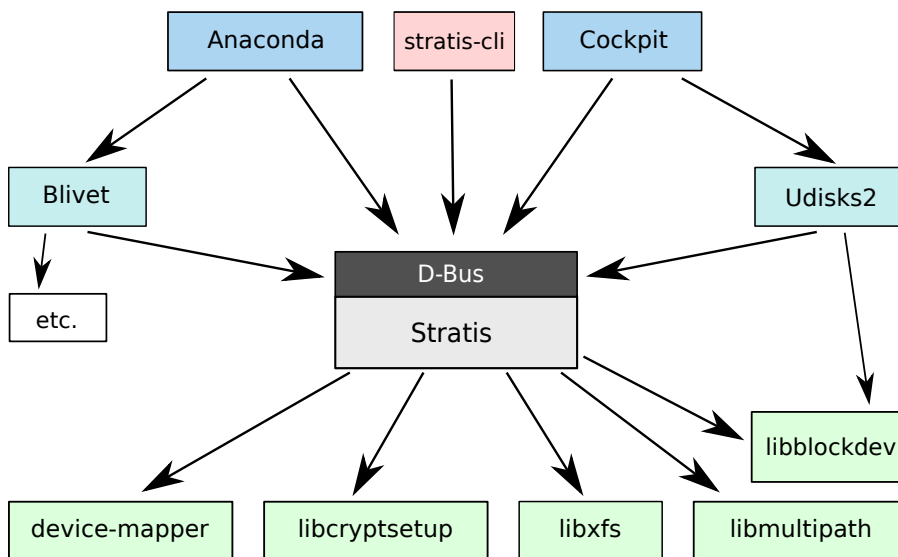 Anaconda
stratis-cli
Cockpit
Blivet
Udisks2
D-Bus
etc.
Stratis
libblockdev
device-mapper
libcryptsetup
libxfs
libmultipath